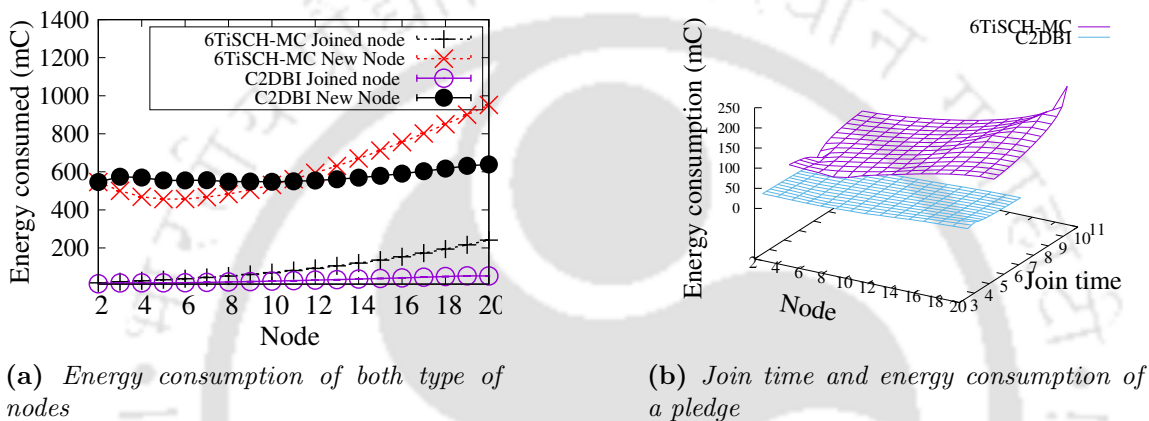 Energy consumed (mC)
1400
1200
1000
800
600
400
200
2 4 6 8 10 12 14 16 18 20
Node
6TiSCH-MC Joined node
6TiSCH-MC New Node
C2DBI Joined node
C2DBI New Node
(a) Energy consumption of both type of
nodes
6TiSCH-MC
C2DBI
Energy consumption (mC)
250
200
150
100
50
0
2 4 6 8 10 12 14 16 18 20
Node
3 4 5 6 7 8 9 10 11
Join time
(b) Join time and energy consumption of
a pledge